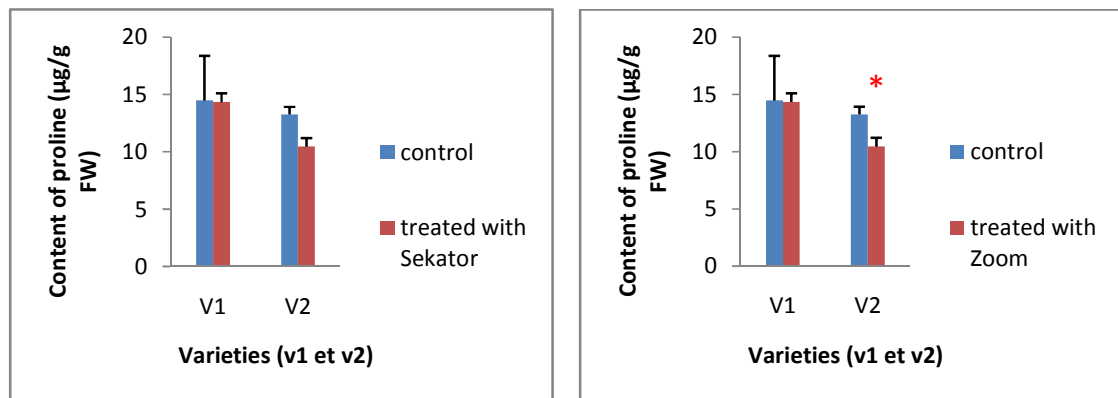 20
15
10
5
0
Content of proline (µg/g
FW)
V1
V2
Varieties (v1 et v2)
control
treated with
Sekator
20
15
10
5
0
Content of proline (µg/g
FW)
*
V1
V2
Varieties (v1 et v2)
control
treated with
Zoom